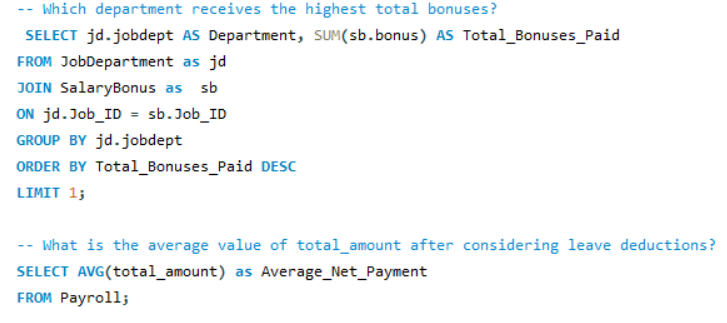 -- Which department receives the highest total bonuses?
SELECT jd.jobdept AS Department, SUM(sb.bonus) AS Total_Bonuses_Paid
FROM JobDepartment as jd
JOIN SalaryBonus as  sb
ON jd.Job_ID = sb.Job_ID
GROUP BY jd.jobdept
ORDER BY Total_Bonuses_Paid DESC
LIMIT 1;

-- What is the average value of total_amount after considering leave deductions?
SELECT AVG(total_amount) as Average_Net_Payment
FROM Payroll;